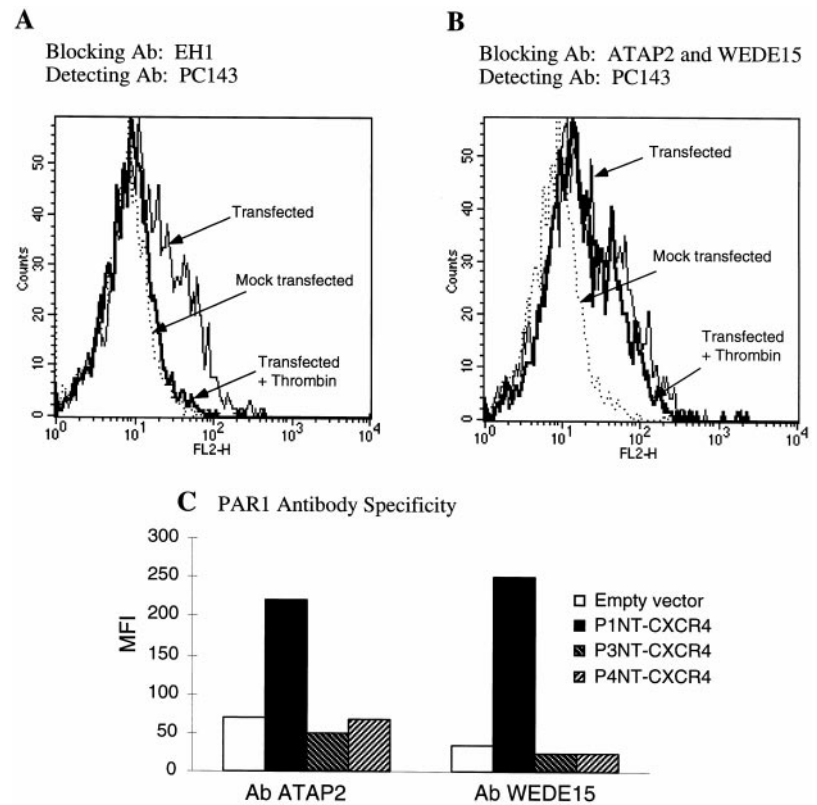 A
Blocking Ab: EH1
Detecting Ab: PC143
Counts
50
40
30
20
10
0
Transfected
Mock transfected
Transfected
+ Thrombin
10^0
10^1
10^2
10^3
10^4
FL2-H
B
Blocking Ab: ATAP2 and WEDE15
Detecting Ab: PC143
Counts
50
40
30
20
10
0
Transfected
Mock transfected
Transfected
+ Thrombin
10^0
10^1
10^2
10^3
10^4
FL2-H
C PAR1 Antibody Specificity
MFI
300
250
200
150
100
50
0
Empty vector
P1NT-CXCR4
P3NT-CXCR4
P4NT-CXCR4
Ab ATAP2
Ab WEDE15